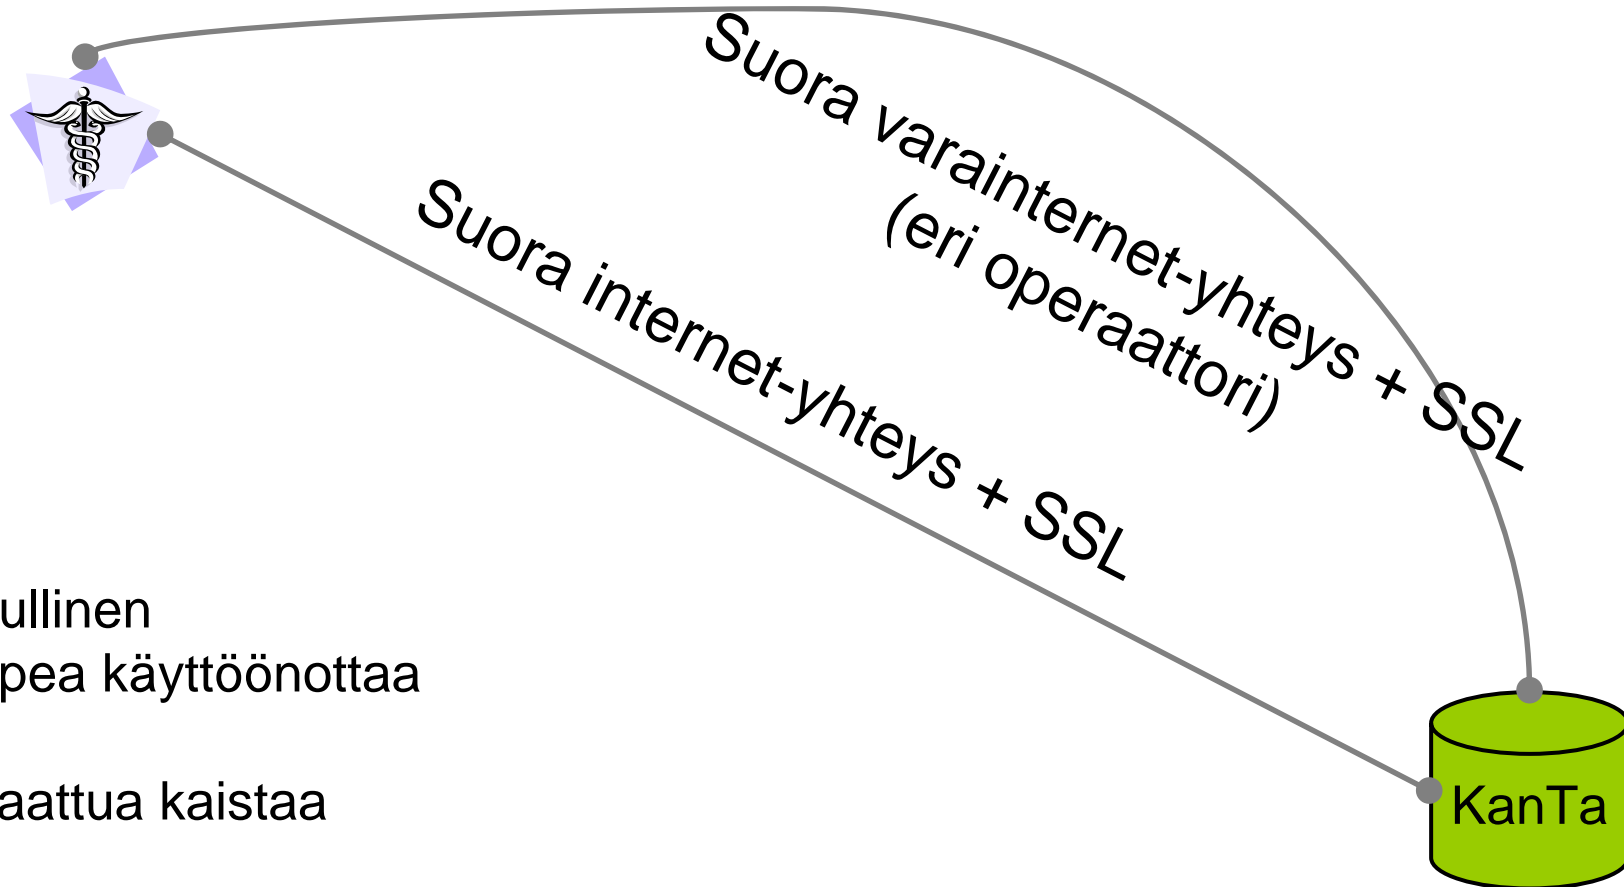 Suora varainternet-yhteys + SSL
(eri operaattori)
Suora internet-yhteys + SSL
ullinen
pea käyttöönottaa
aattua kaistaa
KanTa